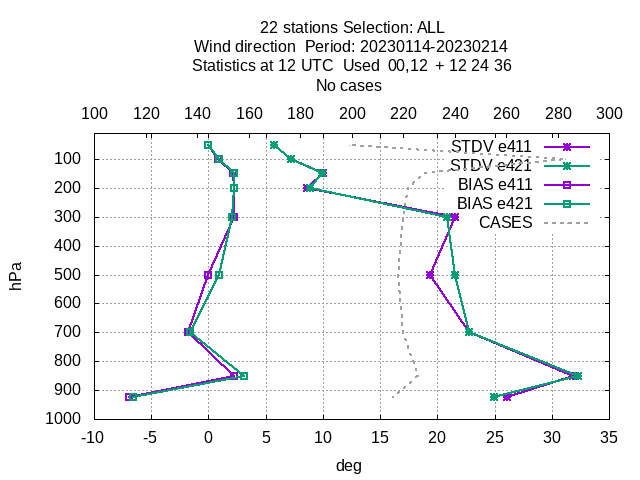 22 stations Selection: ALL
Wind direction  Period: 20230114-20230214
Statistics at 12 UTC  Used  00,12  + 12 24 36
No cases
100 120 140 160 180 200 220 240 260 280 300
STDV e411
100
STDV e421
200
BIAS e411
BIAS e421
300
CASES
400
hPa
500
600
700
800
900
1000
-10 -5 0 5 10 15 20 25 30 35
deg